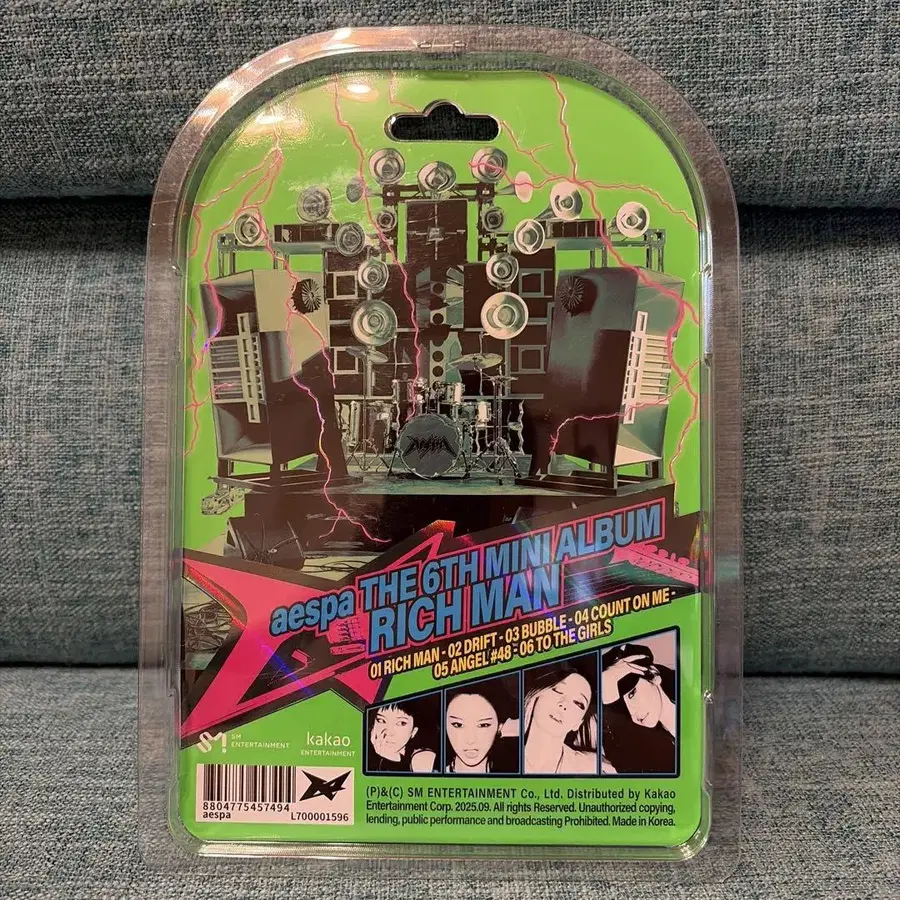 aespa
aespa THE 6TH MINI ALBUM
RICH MAN
01 RICH MAN - 02 DRIFT - 03 BUBBLE - 04 COUNT ON ME -
05 ANGEL #48 - 06 TO THE GIRLS
SM
ENTERTAINMENT
kakao
ENTERTAINMENT
8804775457494
aespa
L700001596
(P)&(C) SM ENTERTAINMENT Co., Ltd. Distributed by Kakao
Entertainment Corp. 2025.09. All rights Reserved. Unauthorized copying,
lending, public performance and broadcasting Prohibited. Made in Korea.